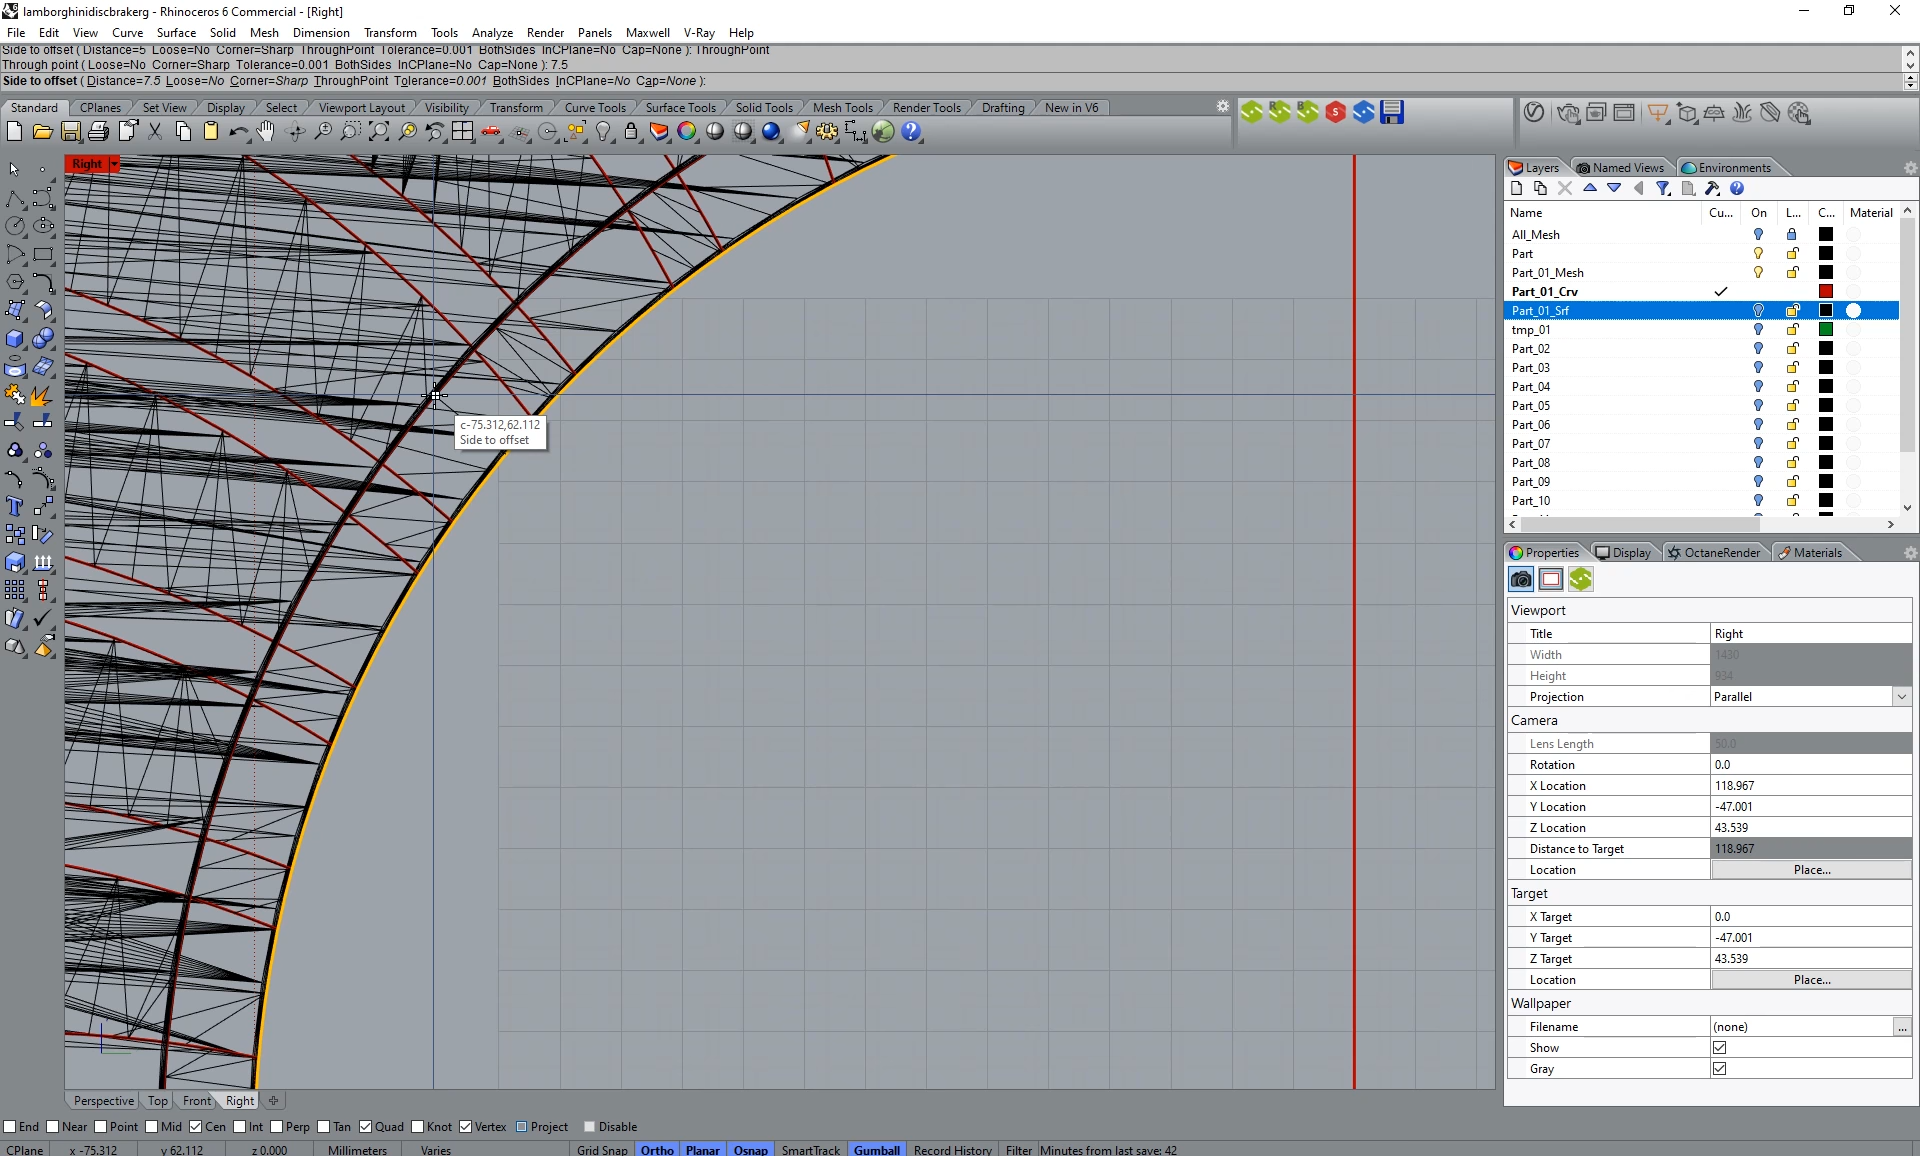 lamborghinidiscbrakerg - Rhinoceros 6 Commercial - [Right]
File Edit View Curve Surface Solid Mesh Dimension Transform Tools Analyze Render Panels Maxwell V-Ray Help
Side to offset ( Distance=5 Loose=No Corner=Sharp ThroughPoint Tolerance=0.001 BothSides InCPlane=No Cap=None ): ThroughPoint
Through point ( Loose=No Corner=Sharp Tolerance=0.001 BothSides InCPlane=No Cap=None ): 7.5
Side to offset ( Distance=7.5 Loose=No Corner=Sharp ThroughPoint Tolerance=0.001 BothSides InCPlane=No Cap=None ):
Standard CPlanes Set View Display Select Viewport Layout Visibility Transform Curve Tools Surface Tools Solid Tools Mesh Tools Render Tools Drafting New in V6
Right
c-75.312,62.112
Side to offset
Layers Named Views Environments
Name Cu... On L... C... Material
All_Mesh
Part
Part_01_Mesh
Part_01_Crv
Part_01_Srf
tmp_01
Part_02
Part_03
Part_04
Part_05
Part_06
Part_07
Part_08
Part_09
Part_10
Properties Display OctaneRender Materials
Viewport
Title Right
Width 1430
Height 934
Projection Parallel
Camera
Lens Length 50.0
Rotation 0.0
X Location 118.967
Y Location -47.001
Z Location 43.539
Distance to Target 118.967
Location Place...
Target
X Target 0.0
Y Target -47.001
Z Target 43.539
Location Place...
Wallpaper
Filename (none) ...
Show
Gray
Perspective Top Front Right
End Near Point Mid Cen Int Perp Tan Quad Knot Vertex Project Disable
CPlane x -75.312 y 62.112 z 0.000 Millimeters Varies Grid Snap Ortho Planar Osnap SmartTrack Gumball Record History Filter Minutes from last save: 42